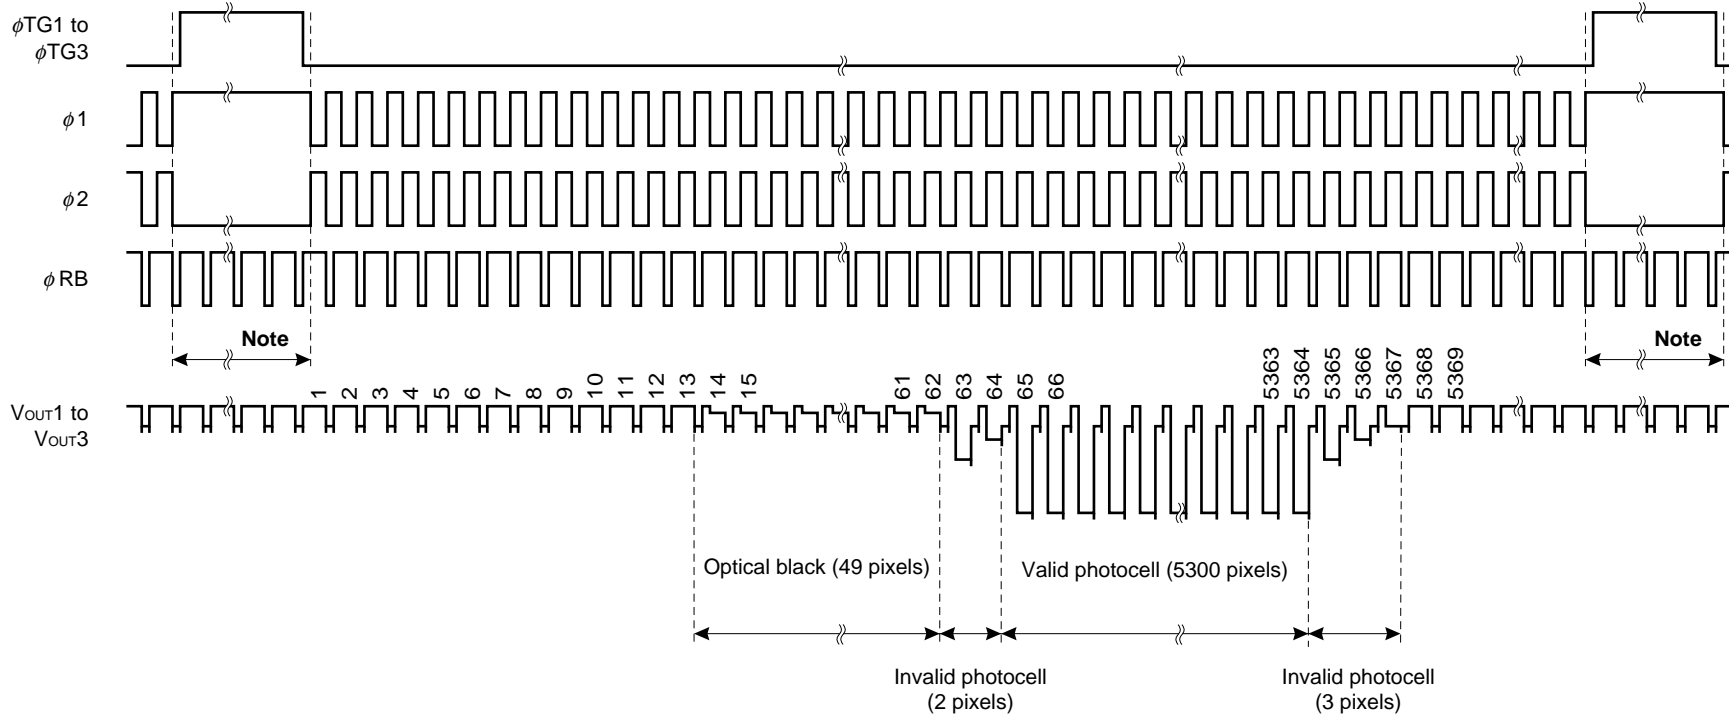 ϕTG1 to
ϕTG3
ϕ1
ϕ2
ϕRB
Note
Note
VOUT1 to
VOUT3
1
2
3
4
5
6
7
8
9
10
11
12
13
14
15
61
62
63
64
65
66
5363
5364
5365
5366
5367
5368
5369
Optical black (49 pixels)
Valid photocell (5300 pixels)
Invalid photocell
(2 pixels)
Invalid photocell
(3 pixels)